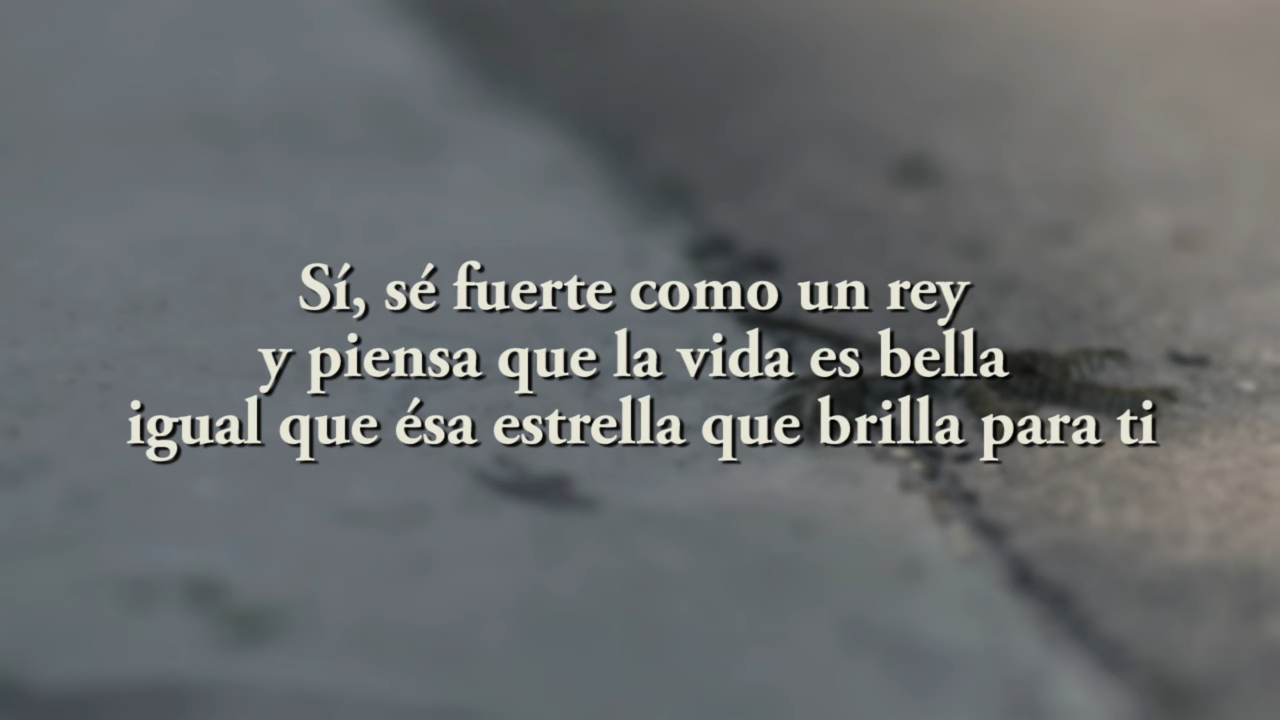 Sí, sé fuerte como un rey
y piensa que la vida es bella
igual que ésa estrella que brilla para ti